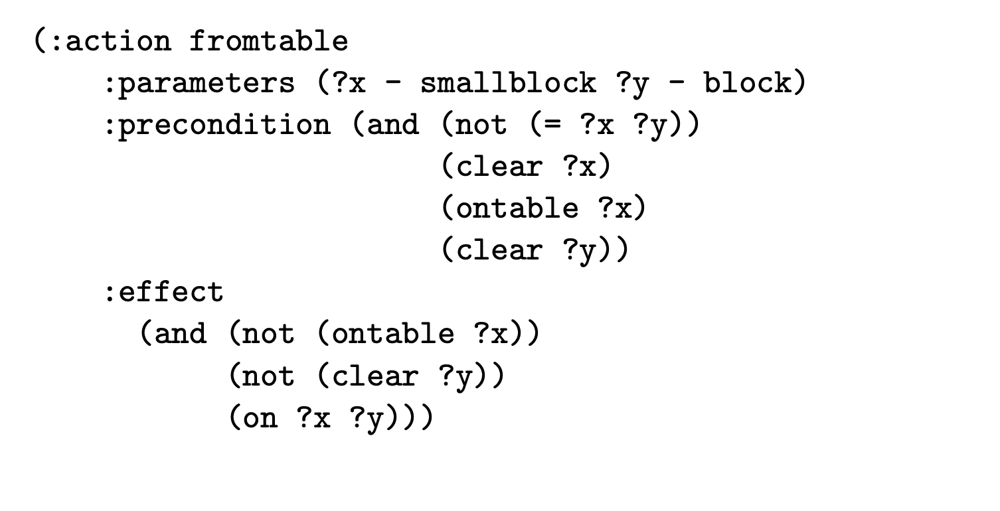 (:action fromtable
    :parameters (?x - smallblock ?y - block)
    :precondition (and (not (= ?x ?y))
                       (clear ?x)
                       (ontable ?x)
                       (clear ?y))
    :effect
      (and (not (ontable ?x))
           (not (clear ?y))
           (on ?x ?y)))